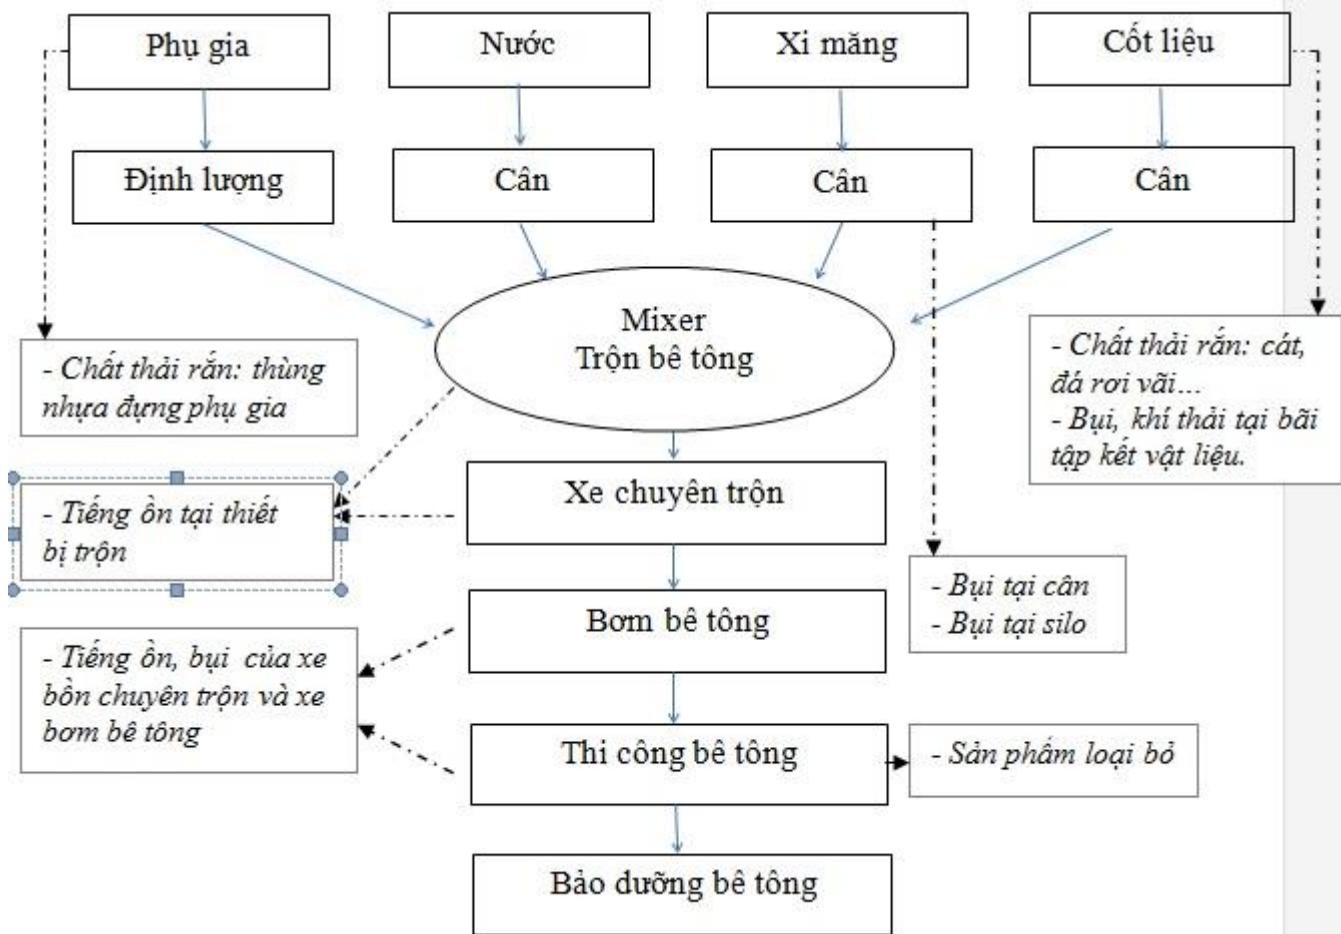 Phụ gia
Nước
Xi măng
Cốt liệu
Định lượng
Cân
Cân
Cân
Mixer
Trộn bê tông
- Chất thải rắn: thùng
nhựa đựng phụ gia
- Chất thải rắn: cát,
đá rơi vãi...
- Bụi, khí thải tại bãi
tập kết vật liệu.
Xe chuyên trộn
- Tiếng ồn tại thiết
bị trộn
- Bụi tại cân
- Bụi tại silo
Bơm bê tông
- Tiếng ồn, bụi của xe
bồn chuyên trộn và xe
bơm bê tông
Thi công bê tông
- Sản phẩm loại bỏ
Bảo dưỡng bê tông